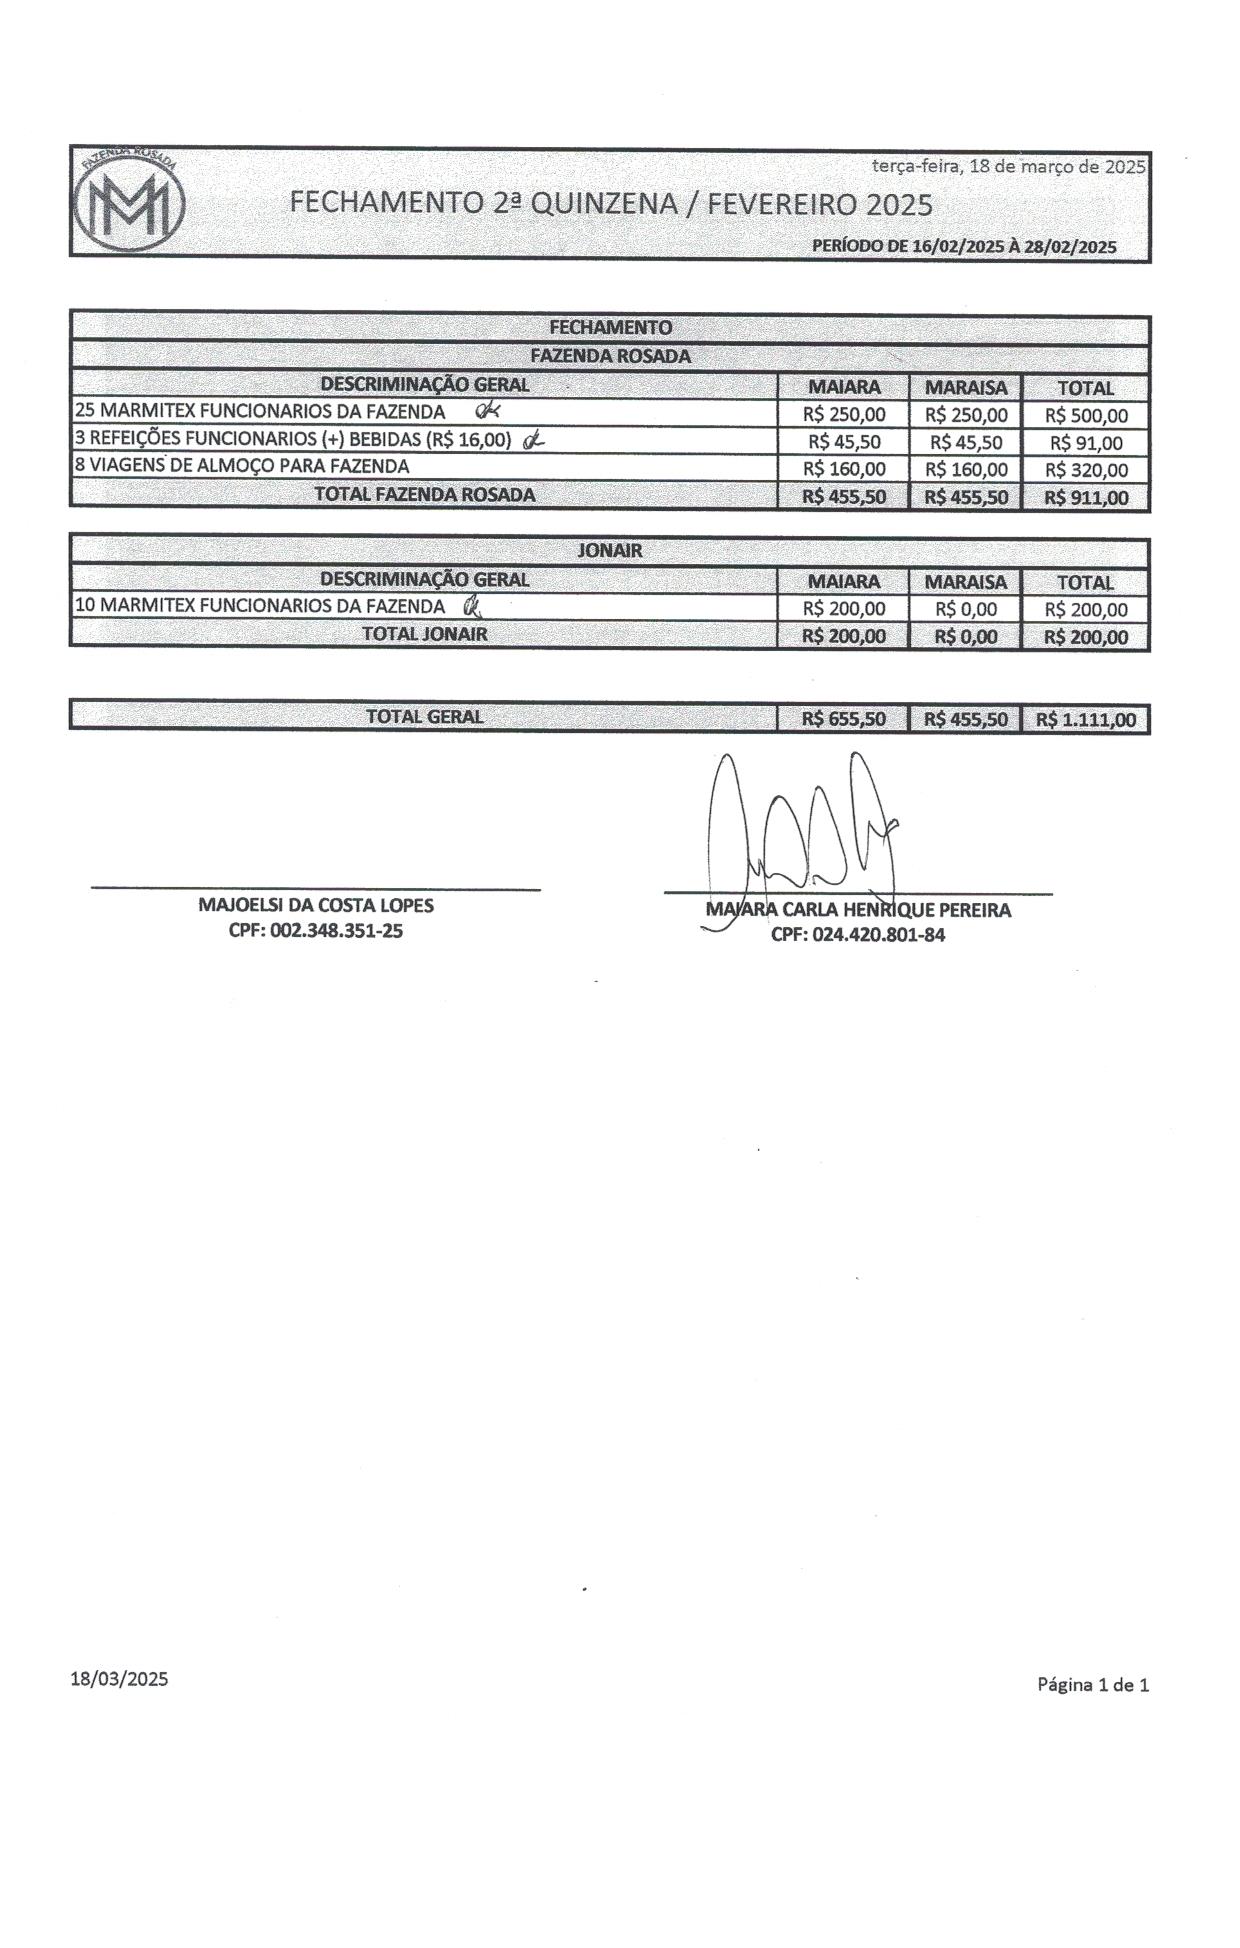 FAZENDA ROSADA
MM
terça-feira, 18 de março de 2025
FECHAMENTO 2ª QUINZENA / FEVEREIRO 2025
PERÍODO DE 16/02/2025 À 28/02/2025
FECHAMENTO
FAZENDA ROSADA
DESCRIMINAÇÃO GERAL MAIARA MARAISA TOTAL
25 MARMITEX FUNCIONARIOS DA FAZENDA ok R$ 250,00 R$ 250,00 R$ 500,00
3 REFEIÇÕES FUNCIONARIOS (+) BEBIDAS (R$ 16,00) R$ 45,50 R$ 45,50 R$ 91,00
8 VIAGENS DE ALMOÇO PARA FAZENDA R$ 160,00 R$ 160,00 R$ 320,00
TOTAL FAZENDA ROSADA R$ 455,50 R$ 455,50 R$ 911,00
JONAIR
DESCRIMINAÇÃO GERAL MAIARA MARAISA TOTAL
10 MARMITEX FUNCIONARIOS DA FAZENDA R$ 200,00 R$ 0,00 R$ 200,00
TOTAL JONAIR R$ 200,00 R$ 0,00 R$ 200,00
TOTAL GERAL R$ 655,50 R$ 455,50 R$ 1.111,00
MAJOELSI DA COSTA LOPES
CPF: 002.348.351-25
MAIARA CARLA HENRIQUE PEREIRA
CPF: 024.420.801-84
18/03/2025
Página 1 de 1